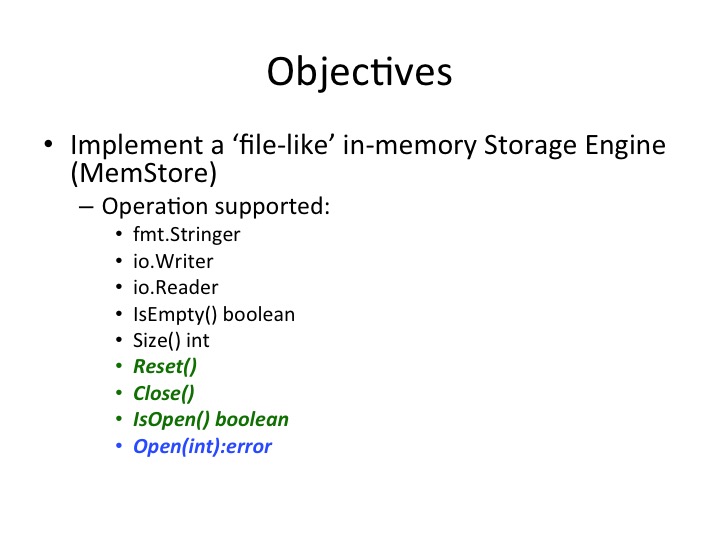 Objectives
• Implement a ‘file-like’ in-memory Storage Engine
(MemStore)
– Operation supported:
• fmt.Stringer
• io.Writer
• io.Reader
• IsEmpty() boolean
• Size() int
• Reset()
• Close()
• IsOpen() boolean
• Open(int):error